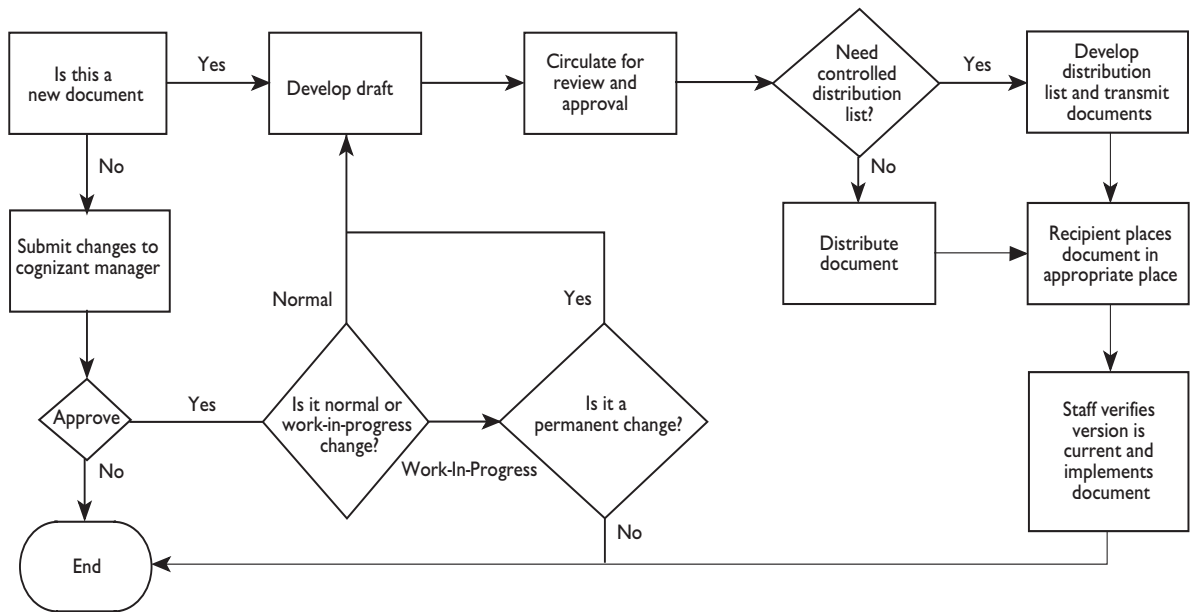 Is this a
new document
Yes
Develop draft
Circulate for
review and
approval
Need
controlled
distribution
list?
Yes
Develop
distribution
list and transmit
documents
No
No
Submit changes to
cognizant manager
Distribute
document
Recipient places
document in
appropriate place
Normal
Yes
Approve
Yes
Is it normal or
work-in-progress
change?
Work-In-Progress
Is it a
permanent change?
Staff verifies
version is
current and
implements
document
No
No
End